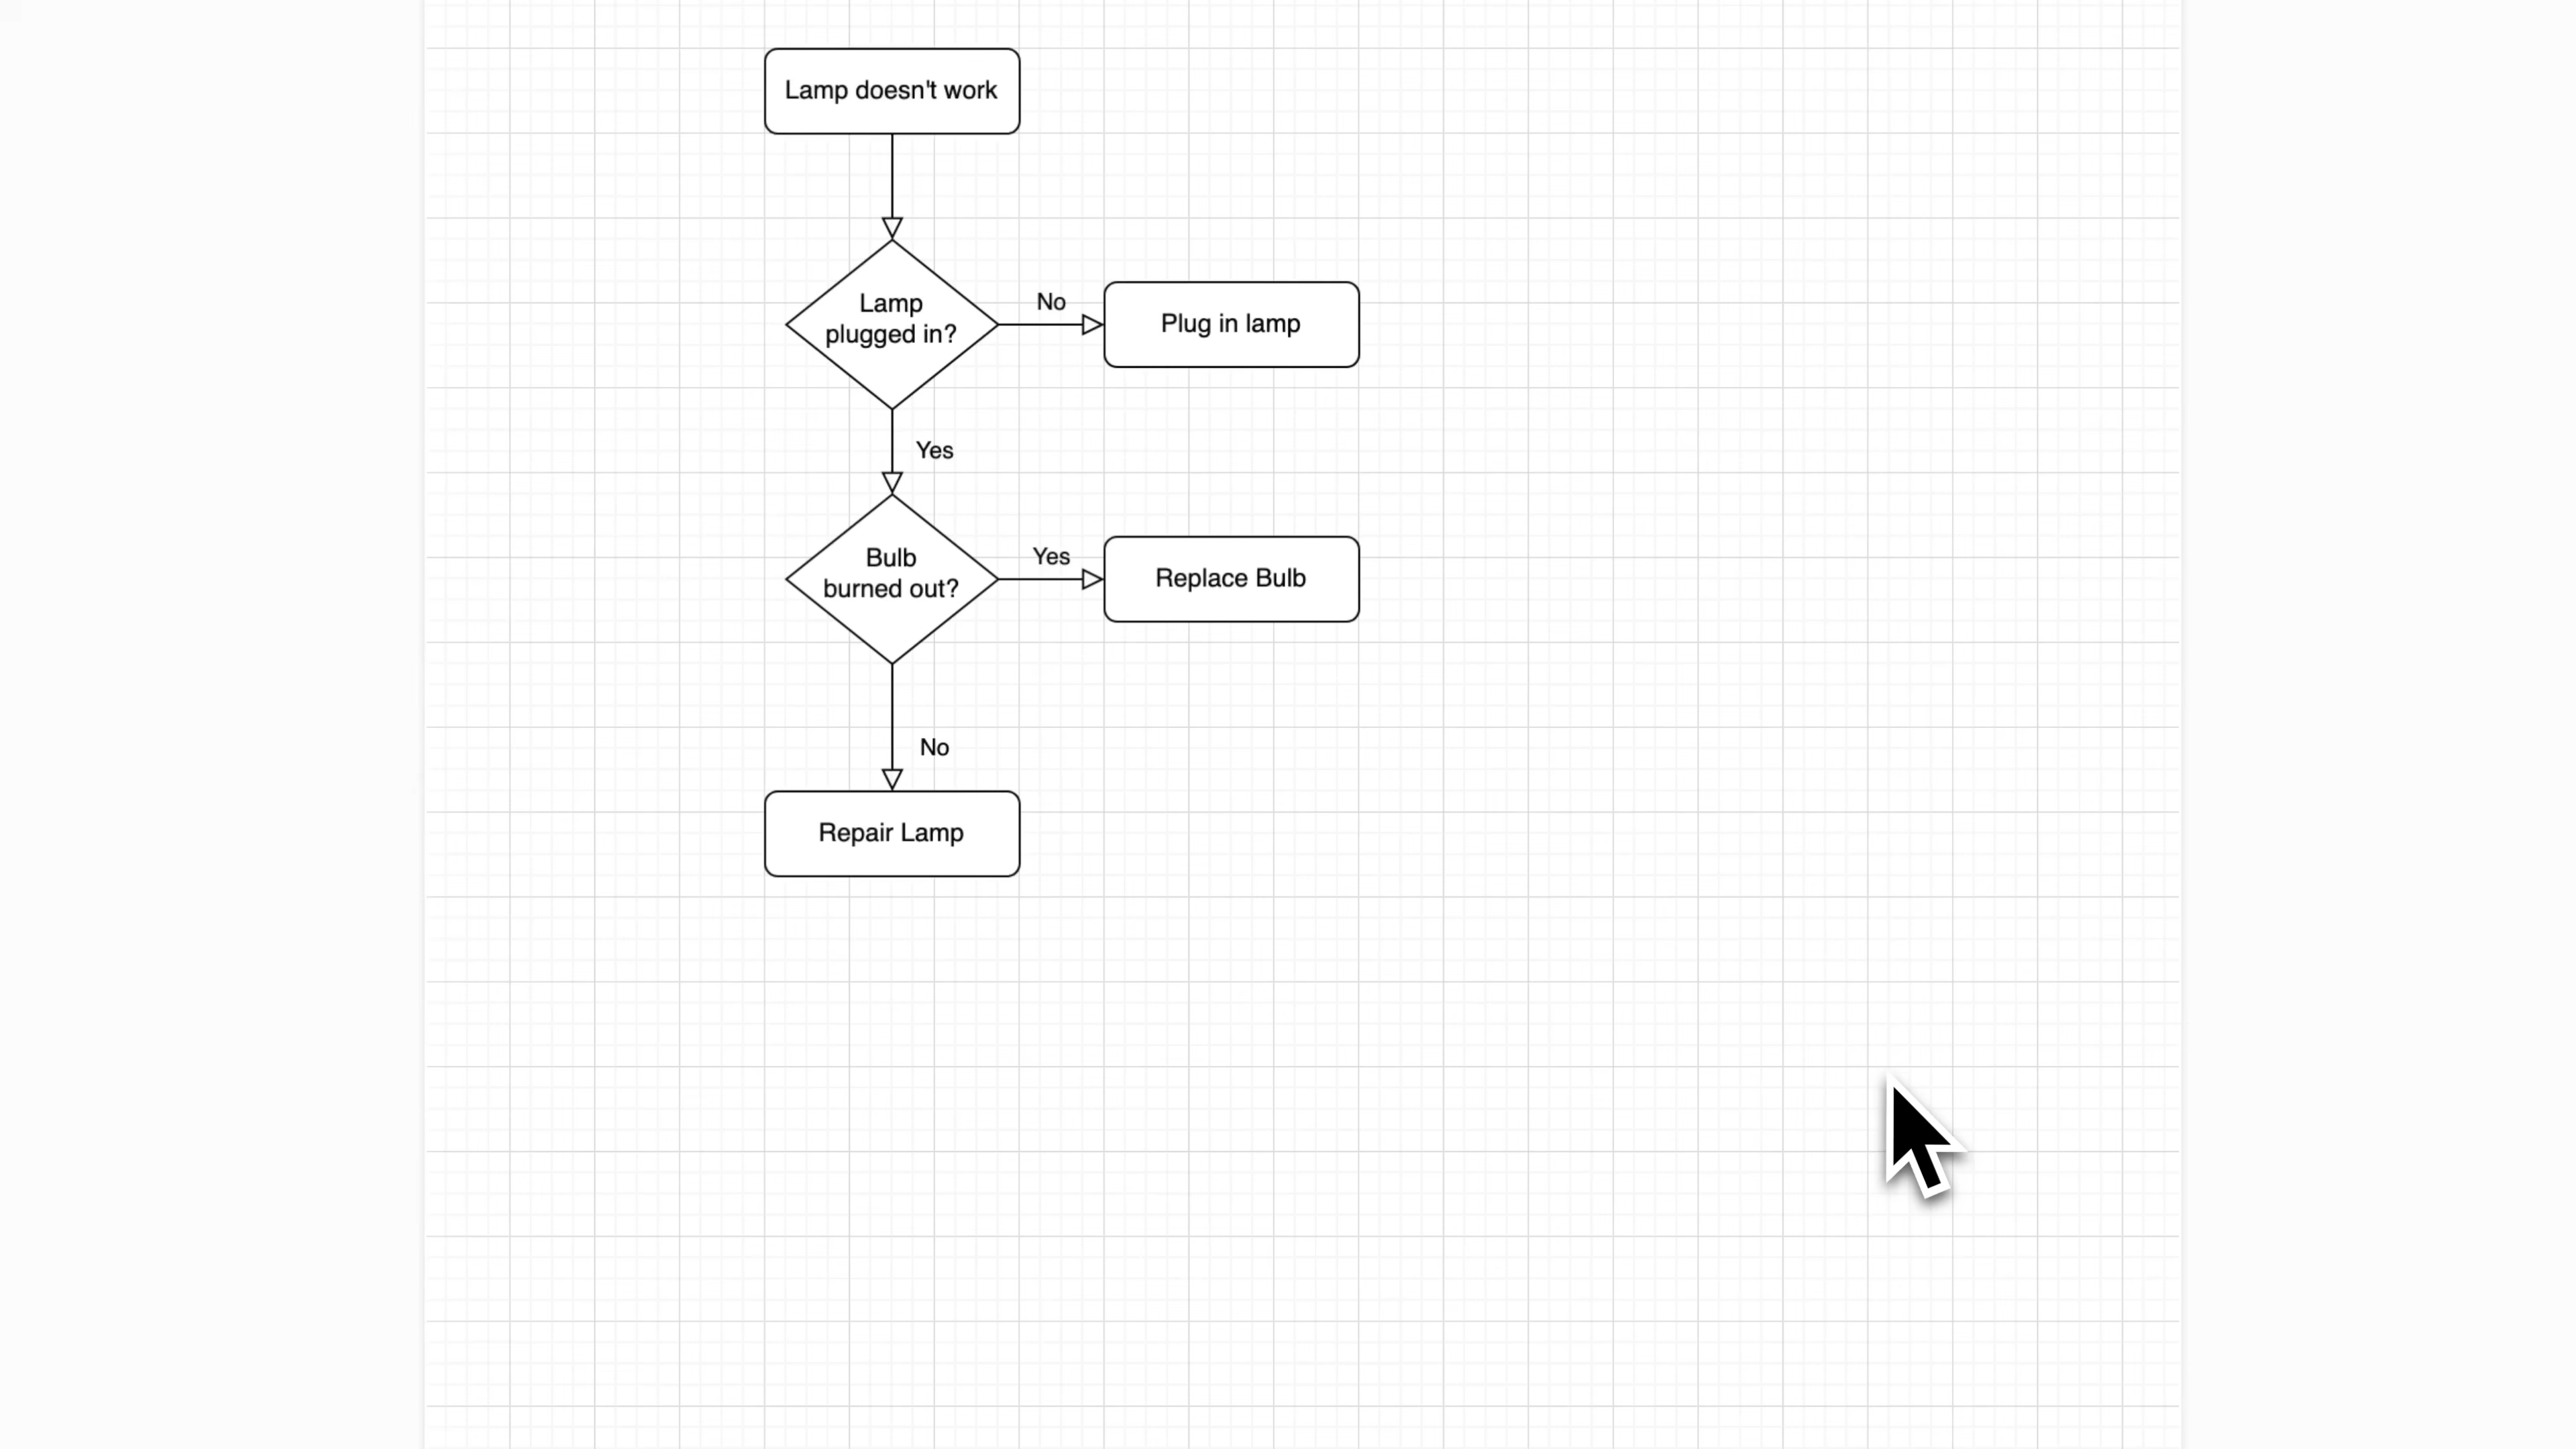 Lamp doesn't work
Lamp
plugged in?
No
Plug in lamp
Yes
Bulb
burned out?
Yes
Replace Bulb
No
Repair Lamp